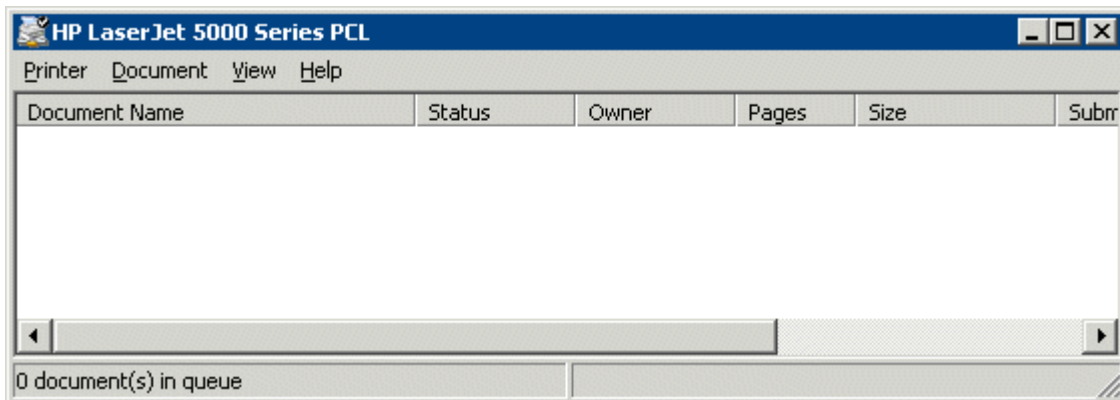 HP LaserJet 5000 Series PCL
Printer Document View Help
Document Name Status Owner Pages Size Subm
0 document(s) in queue